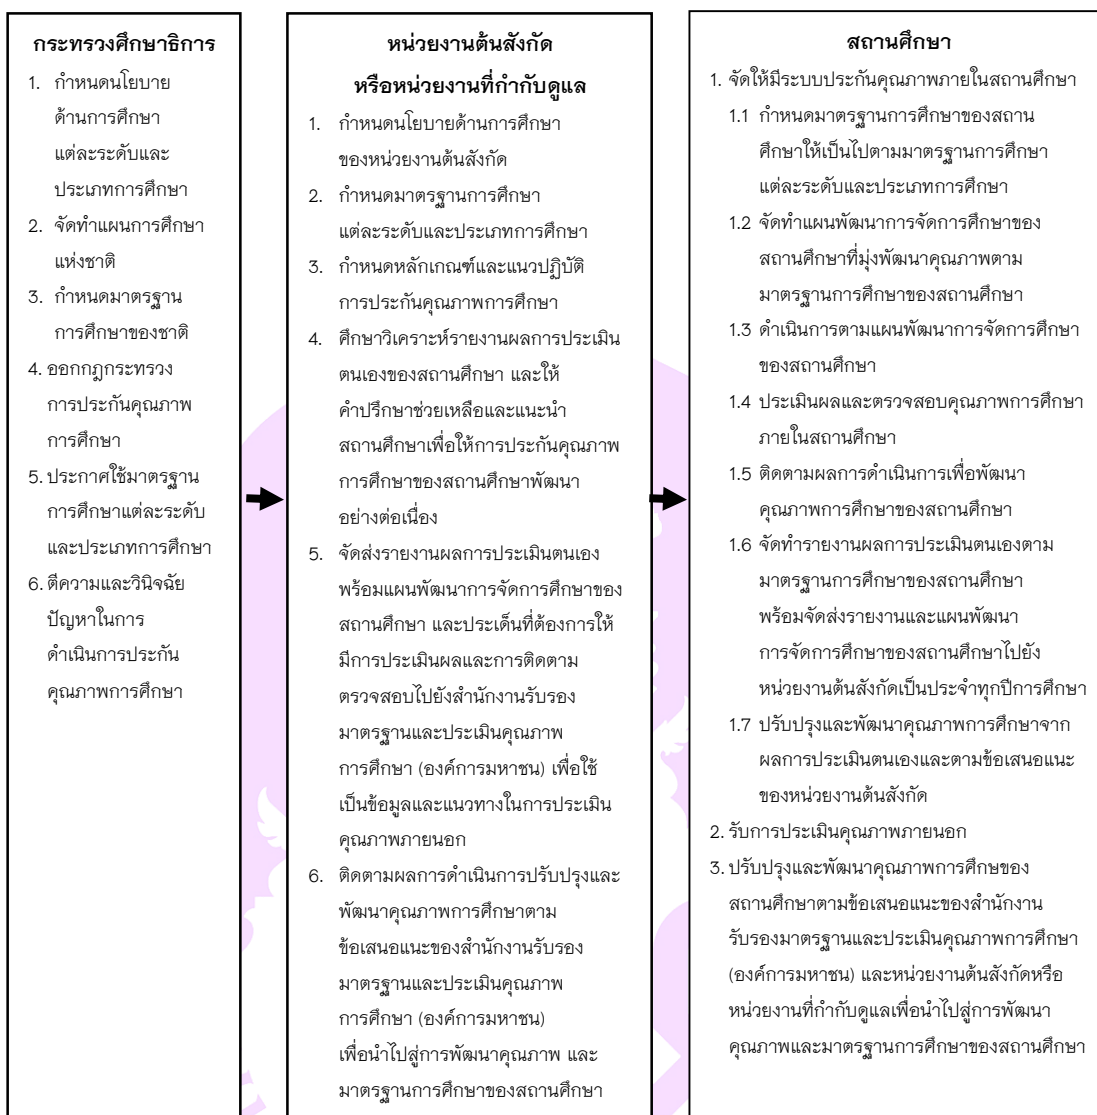 กระทรวงศึกษาธิการ
1. กำหนดนโยบาย
ด้านการศึกษา
แต่ละระดับและ
ประเภทการศึกษา
2. จัดทำแผนการศึกษา
แห่งชาติ
3. กำหนดมาตรฐาน
การศึกษาของชาติ
4. ออกกฎกระทรวง
การประกันคุณภาพ
การศึกษา
5. ประกาศใช้มาตรฐาน
การศึกษาแต่ละระดับ
และประเภทการศึกษา
6. ตีความและวินิจฉัย
ปัญหาในการ
ดำเนินการประกัน
คุณภาพการศึกษา
หน่วยงานต้นสังกัด
หรือหน่วยงานที่กำกับดูแล
1. กำหนดนโยบายด้านการศึกษา
ของหน่วยงานต้นสังกัด
2. กำหนดมาตรฐานการศึกษา
แต่ละระดับและประเภทการศึกษา
3. กำหนดหลักเกณฑ์และแนวปฏิบัติ
การประกันคุณภาพการศึกษา
4. ศึกษาวิเคราะห์รายงานผลการประเมิน
ตนเองของสถานศึกษา และให้
คำปรึกษาช่วยเหลือและแนะนำ
สถานศึกษาเพื่อให้การประกันคุณภาพ
การศึกษาของสถานศึกษาพัฒนา
อย่างต่อเนื่อง
5. จัดส่งรายงานผลการประเมินตนเอง
พร้อมแผนพัฒนาการจัดการศึกษาของ
สถานศึกษา และประเด็นที่ต้องการให้
มีการประเมินผลและการติดตาม
ตรวจสอบไปยังสำนักงานรับรอง
มาตรฐานและประเมินคุณภาพ
การศึกษา (องค์การมหาชน) เพื่อใช้
เป็นข้อมูลและแนวทางในการประเมิน
คุณภาพภายนอก
6. ติดตามผลการดำเนินการปรับปรุงและ
พัฒนาคุณภาพการศึกษาตาม
ข้อเสนอแนะของสำนักงานรับรอง
มาตรฐานและประเมินคุณภาพ
การศึกษา (องค์การมหาชน)
เพื่อนำไปสู่การพัฒนาคุณภาพ และ
มาตรฐานการศึกษาของสถานศึกษา
สถานศึกษา
1. จัดให้มีระบบประกันคุณภาพภายในสถานศึกษา
1.1 กำหนดมาตรฐานการศึกษาของสถาน
ศึกษาให้เป็นไปตามมาตรฐานการศึกษา
แต่ละระดับและประเภทการศึกษา
1.2 จัดทำแผนพัฒนาการจัดการศึกษาของ
สถานศึกษาที่มุ่งพัฒนาคุณภาพตาม
มาตรฐานการศึกษาของสถานศึกษา
1.3 ดำเนินการตามแผนพัฒนาการจัดการศึกษา
ของสถานศึกษา
1.4 ประเมินผลและตรวจสอบคุณภาพการศึกษา
ภายในสถานศึกษา
1.5 ติดตามผลการดำเนินการเพื่อพัฒนา
คุณภาพการศึกษาของสถานศึกษา
1.6 จัดทำรายงานผลการประเมินตนเองตาม
มาตรฐานการศึกษาของสถานศึกษา
พร้อมจัดส่งรายงานและแผนพัฒนา
การจัดการศึกษาของสถานศึกษาไปยัง
หน่วยงานต้นสังกัดเป็นประจำทุกปีการศึกษา
1.7 ปรับปรุงและพัฒนาคุณภาพการศึกษาจาก
ผลการประเมินตนเองและตามข้อเสนอแนะ
ของหน่วยงานต้นสังกัด
2. รับการประเมินคุณภาพภายนอก
3. ปรับปรุงและพัฒนาคุณภาพการศึกษของ
สถานศึกษาตามข้อเสนอแนะของสำนักงาน
รับรองมาตรฐานและประเมินคุณภาพการศึกษา
(องค์การมหาชน) และหน่วยงานต้นสังกัดหรือ
หน่วยงานที่กำกับดูแลเพื่อนำไปสู่การพัฒนา
คุณภาพและมาตรฐานการศึกษาของสถานศึกษา